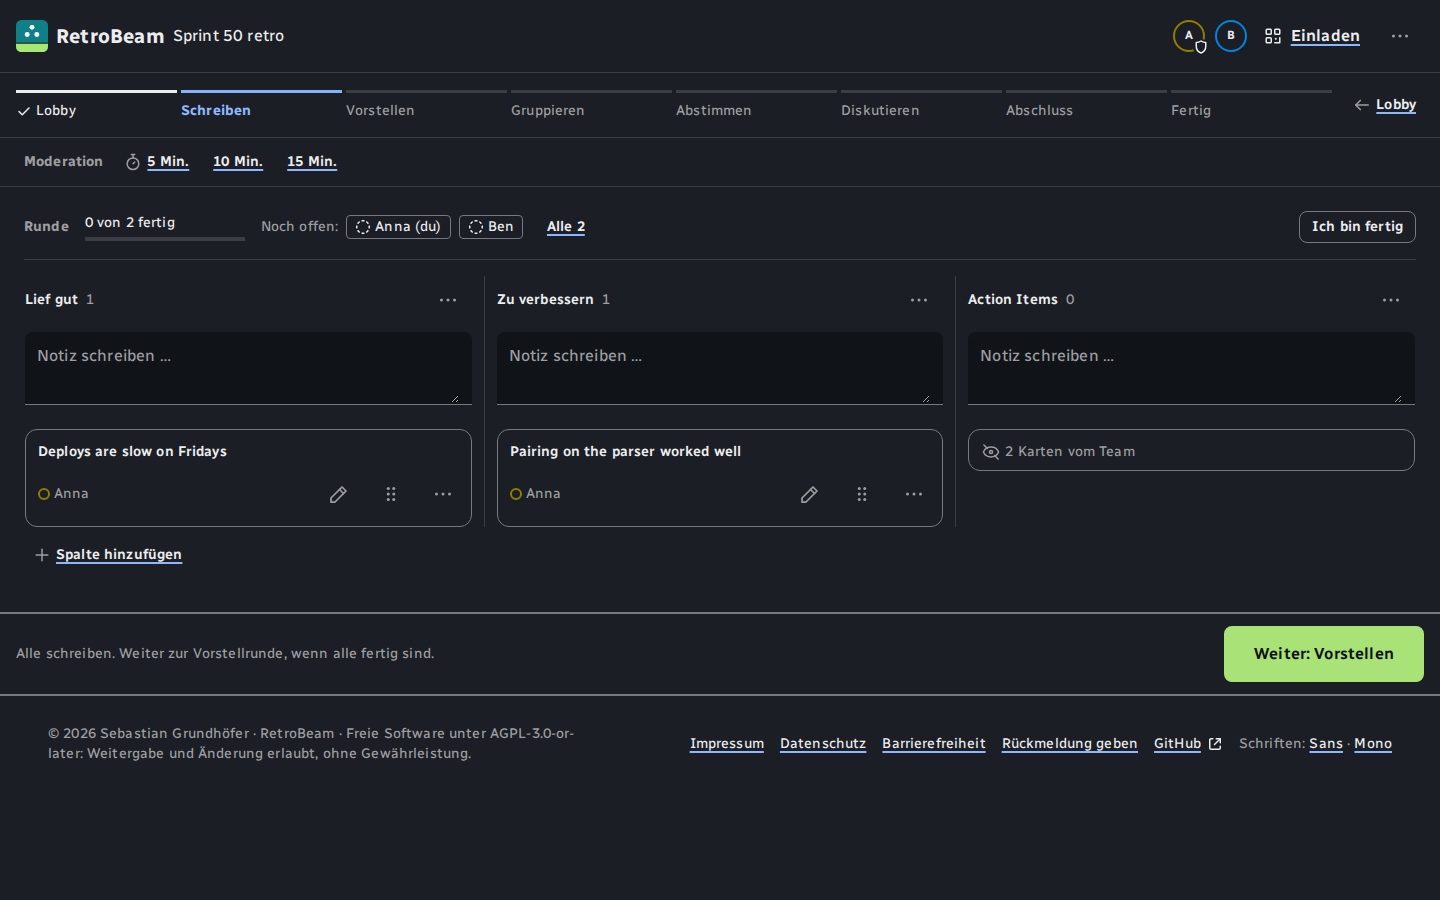 RetroBeam Sprint 50 retro
A B Einladen
Lobby Schreiben Vorstellen Gruppieren Abstimmen Diskutieren Abschluss Fertig Lobby
Moderation 5 Min. 10 Min. 15 Min.
Runde 0 von 2 fertig Noch offen: Anna (du) Ben Alle 2 Ich bin fertig
Lief gut 1
Notiz schreiben ...
Deploys are slow on Fridays
Anna
Zu verbessern 1
Notiz schreiben ...
Pairing on the parser worked well
Anna
Action Items 0
Notiz schreiben ...
2 Karten vom Team
Spalte hinzufügen
Alle schreiben. Weiter zur Vorstellrunde, wenn alle fertig sind. Weiter: Vorstellen
© 2026 Sebastian Grundhöfer · RetroBeam · Freie Software unter AGPL-3.0-or-
later: Weitergabe und Änderung erlaubt, ohne Gewährleistung.
Impressum Datenschutz Barrierefreiheit Rückmeldung geben GitHub Schriften: Sans · Mono